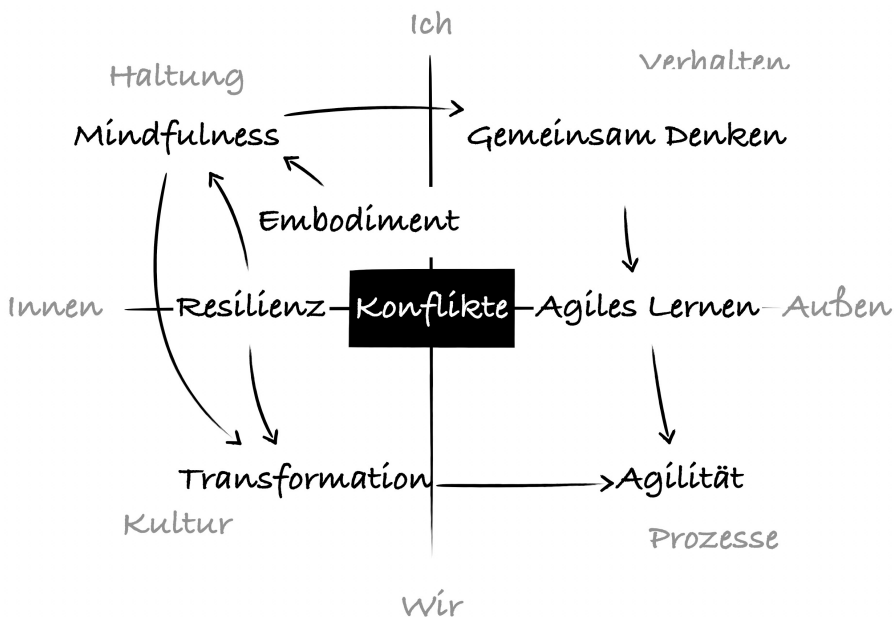 Ich
Verhalten
Haltung
Mindfulness
Gemeinsam Denken
Embodiment
Innen
Resilienz
Konflikte
Agiles Lernen
Außen
Transformation
Agilität
Kultur
Prozesse
Wir